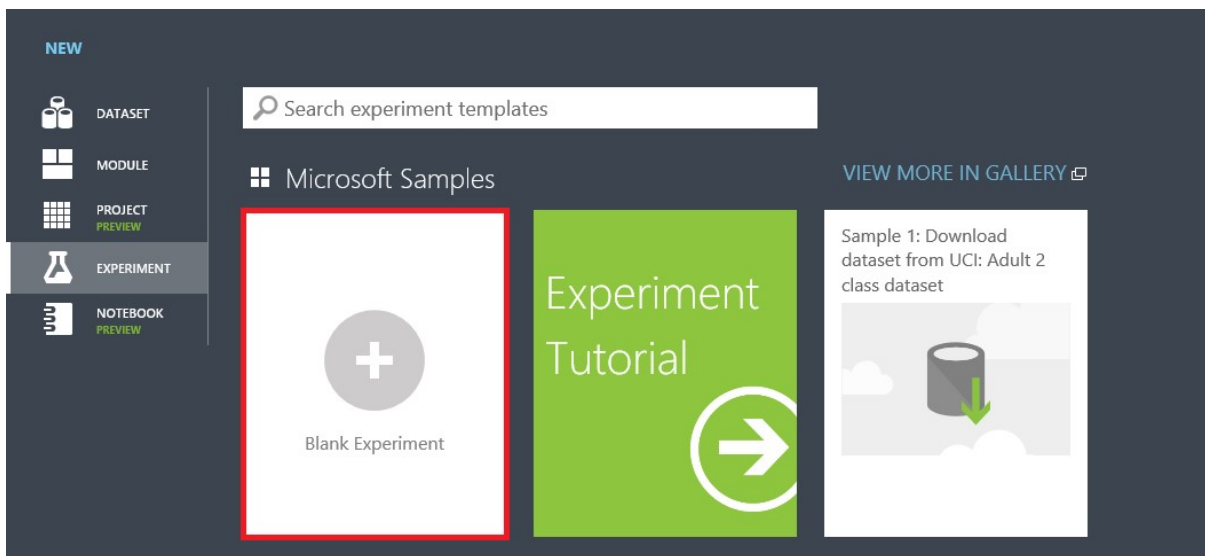 NEW
DATASET
MODULE
PROJECT
PREVIEW
EXPERIMENT
NOTEBOOK
PREVIEW
Search experiment templates
Microsoft Samples
VIEW MORE IN GALLERY
Blank Experiment
Experiment
Tutorial
Sample 1: Download
dataset from UCI: Adult 2
class dataset